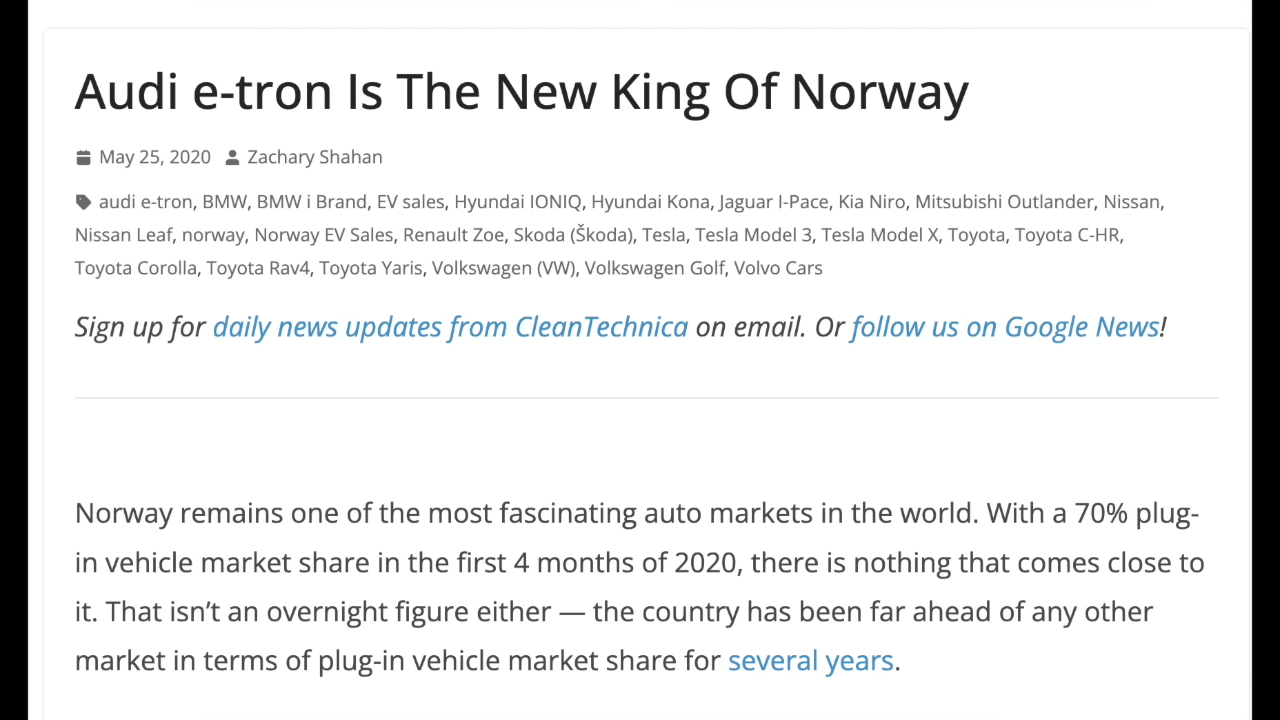 Audi e-tron Is The New King Of Norway
May 25, 2020 Zachary Shahan
audi e-tron, BMW, BMW i Brand, EV sales, Hyundai IONIQ, Hyundai Kona, Jaguar I-Pace, Kia Niro, Mitsubishi Outlander, Nissan,
Nissan Leaf, norway, Norway EV Sales, Renault Zoe, Skoda (Škoda), Tesla, Tesla Model 3, Tesla Model X, Toyota, Toyota C-HR,
Toyota Corolla, Toyota Rav4, Toyota Yaris, Volkswagen (VW), Volkswagen Golf, Volvo Cars
Sign up for daily news updates from CleanTechnica on email. Or follow us on Google News!
Norway remains one of the most fascinating auto markets in the world. With a 70% plug-
in vehicle market share in the first 4 months of 2020, there is nothing that comes close to
it. That isn’t an overnight figure either — the country has been far ahead of any other
market in terms of plug-in vehicle market share for several years.